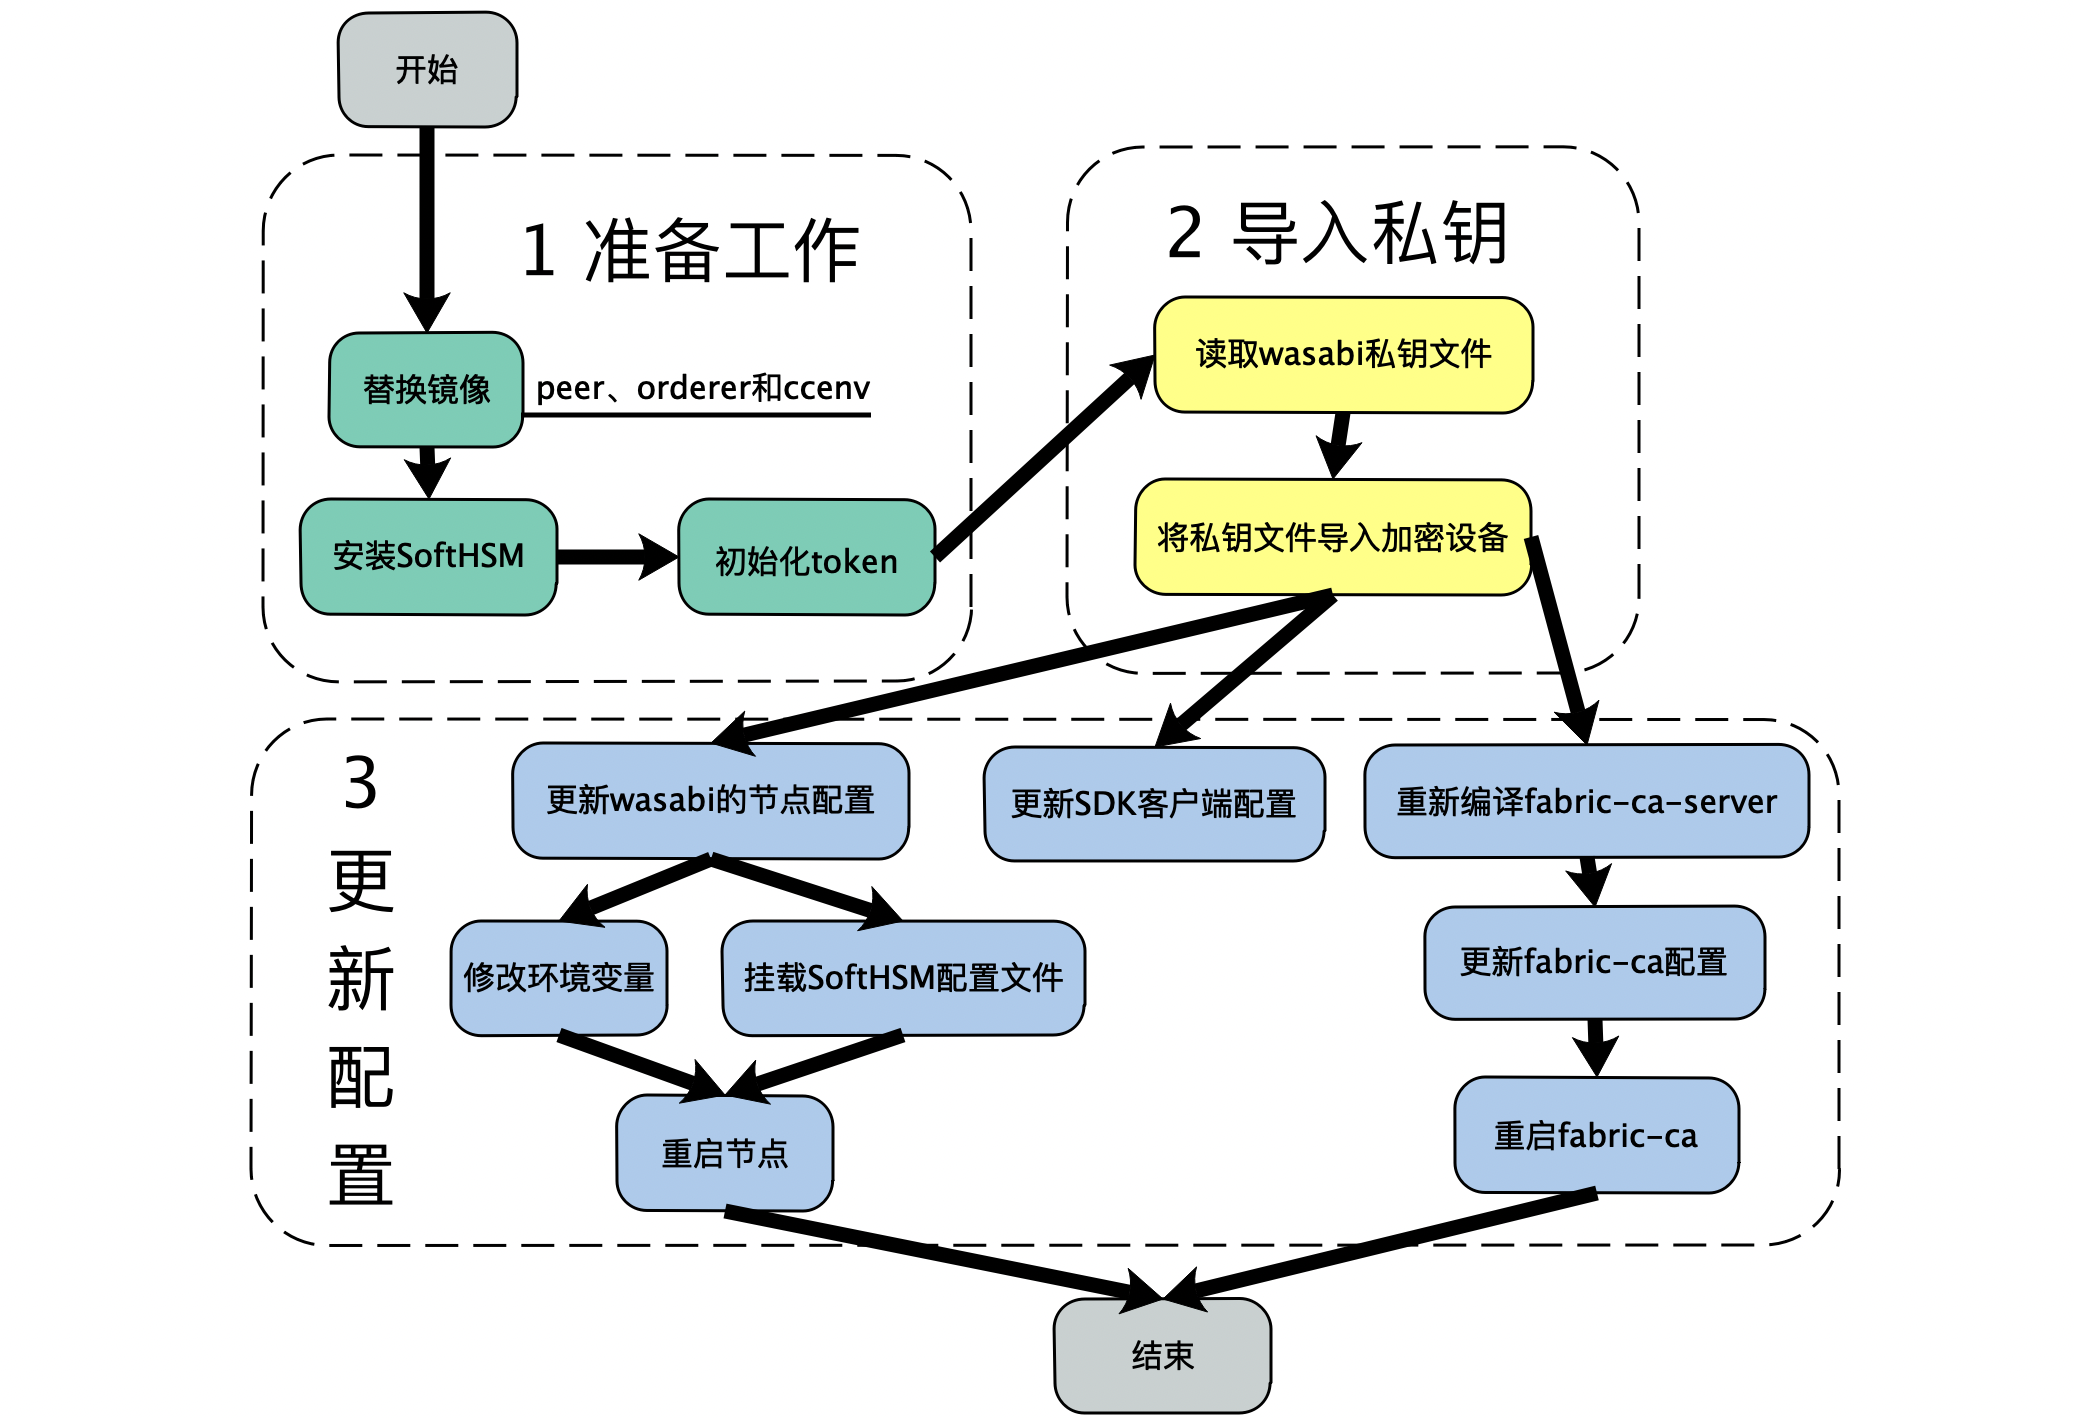 开始
1 准备工作
替换镜像
peer、orderer和ccenv
安装SoftHSM
初始化token
2 导入私钥
读取wasabi私钥文件
将私钥文件导入加密设备
3
更
新
配
置
更新wasabi的节点配置
更新SDK客户端配置
重新编译fabric-ca-server
修改环境变量
挂载SoftHSM配置文件
更新fabric-ca配置
重启节点
重启fabric-ca
结束